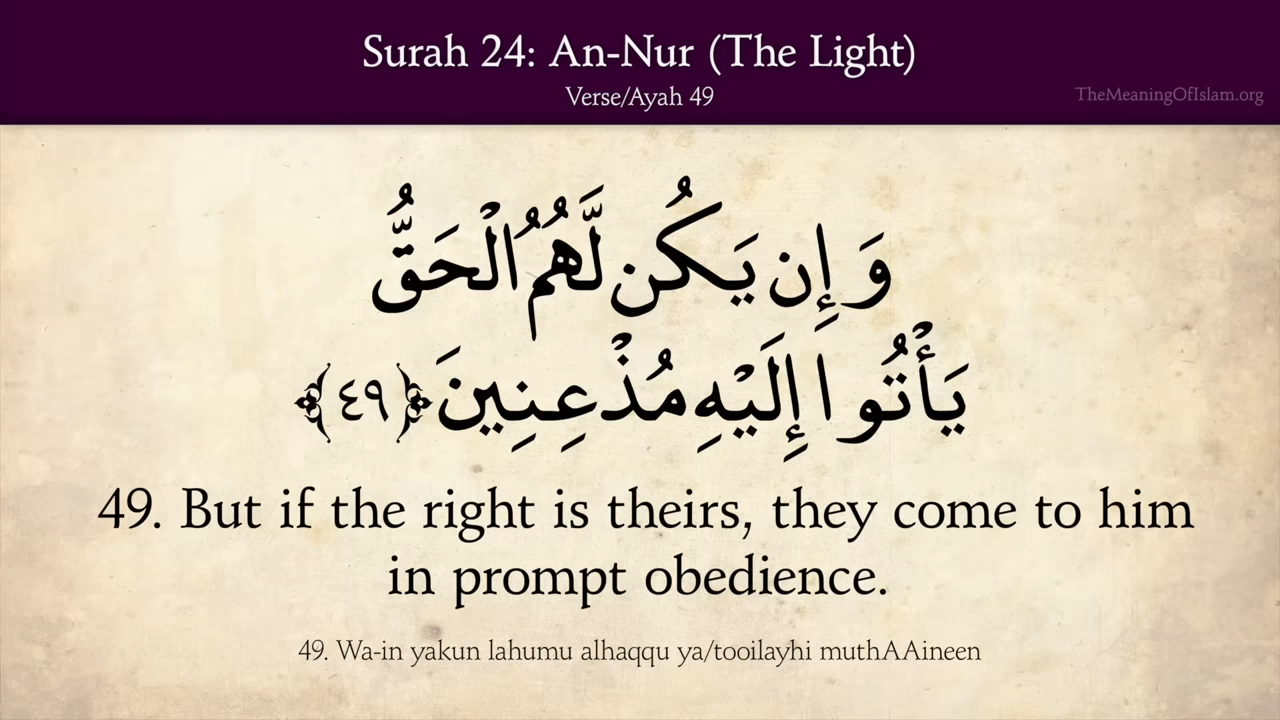 Surah 24: An-Nur (The Light)
Verse/Ayah 49
TheMeaningOfIslam.org
وَإِن يَكُن لَّهُمُ الْحَقُّ
يَأْتُوا إِلَيْهِ مُذْعِنِينَ ﴿٤٩﴾
49. But if the right is theirs, they come to him
in prompt obedience.
49. Wa-in yakun lahumu alhaqqu ya/tooilayhi muthAAineen